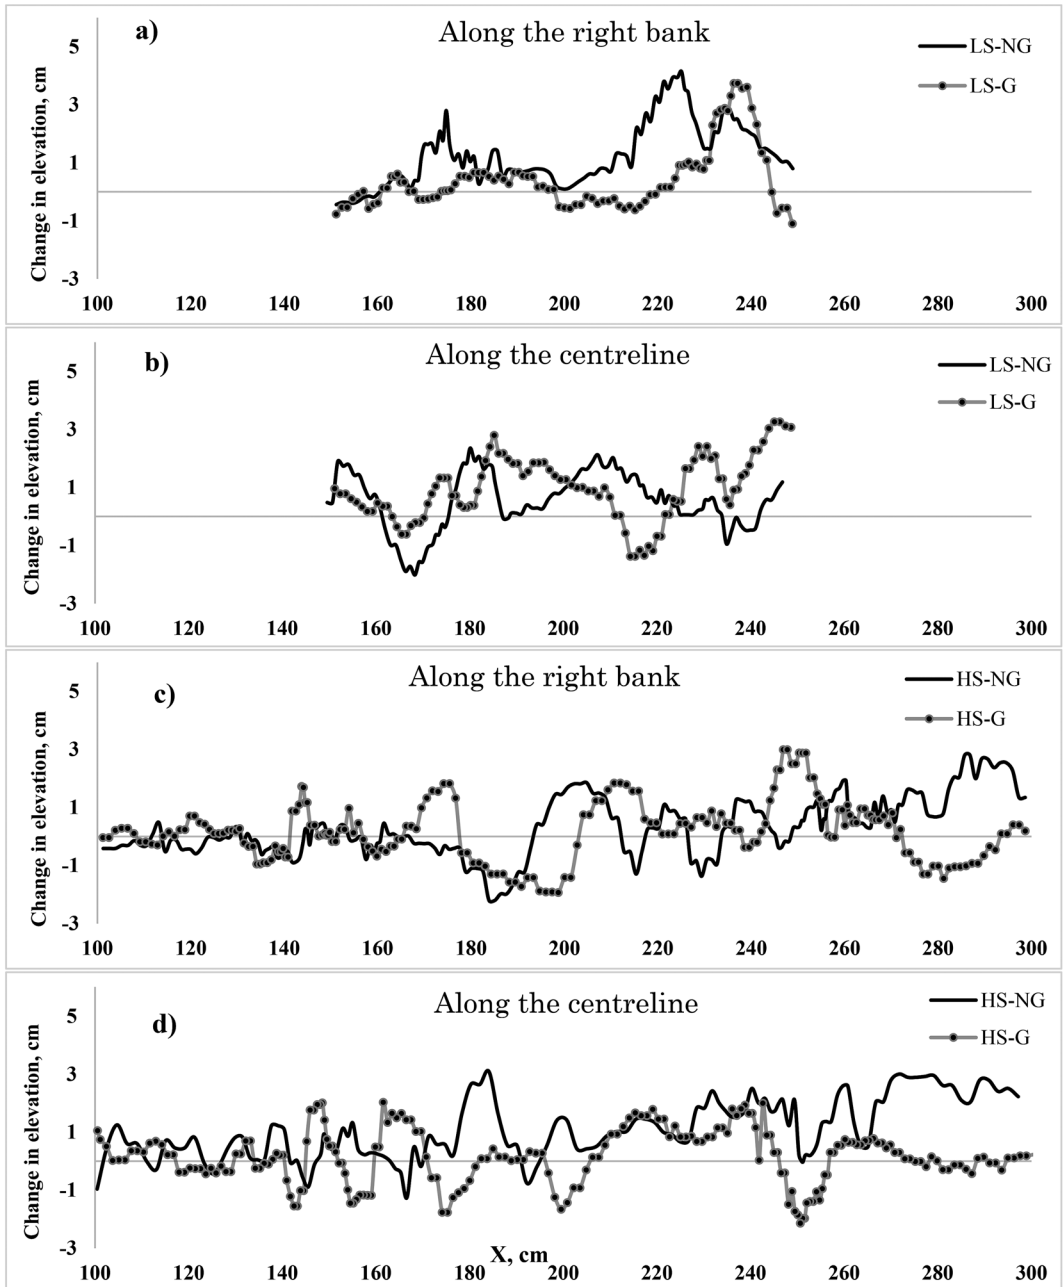 a)
Along the right bank
LS-NG
LS-G
Change in elevation, cm
5
3
1
-1
-3
100 120 140 160 180 200 220 240 260 280 300
b)
Along the centreline
LS-NG
LS-G
Change in elevation, cm
5
3
1
-1
-3
100 120 140 160 180 200 220 240 260 280 300
c)
Along the right bank
HS-NG
HS-G
Change in elevation, cm
5
3
1
-1
-3
100 120 140 160 180 200 220 240 260 280 300
d)
Along the centreline
HS-NG
HS-G
Change in elevation, cm
5
3
1
-1
-3
X, cm
100 120 140 160 180 200 220 240 260 280 300